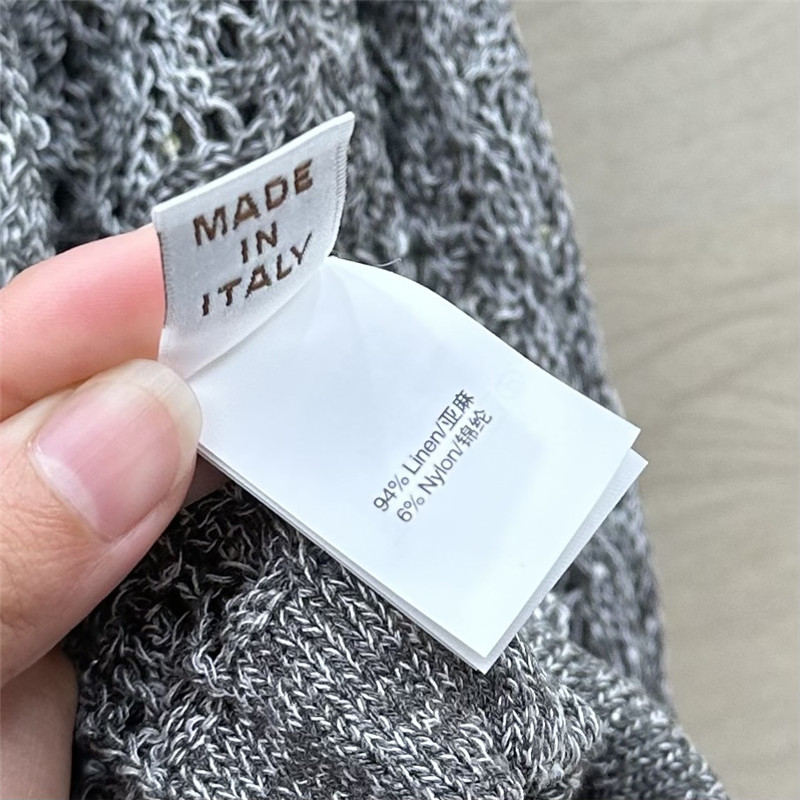 MADE
IN
ITALY
94% Linen/亚麻
6% Nylon/锦纶